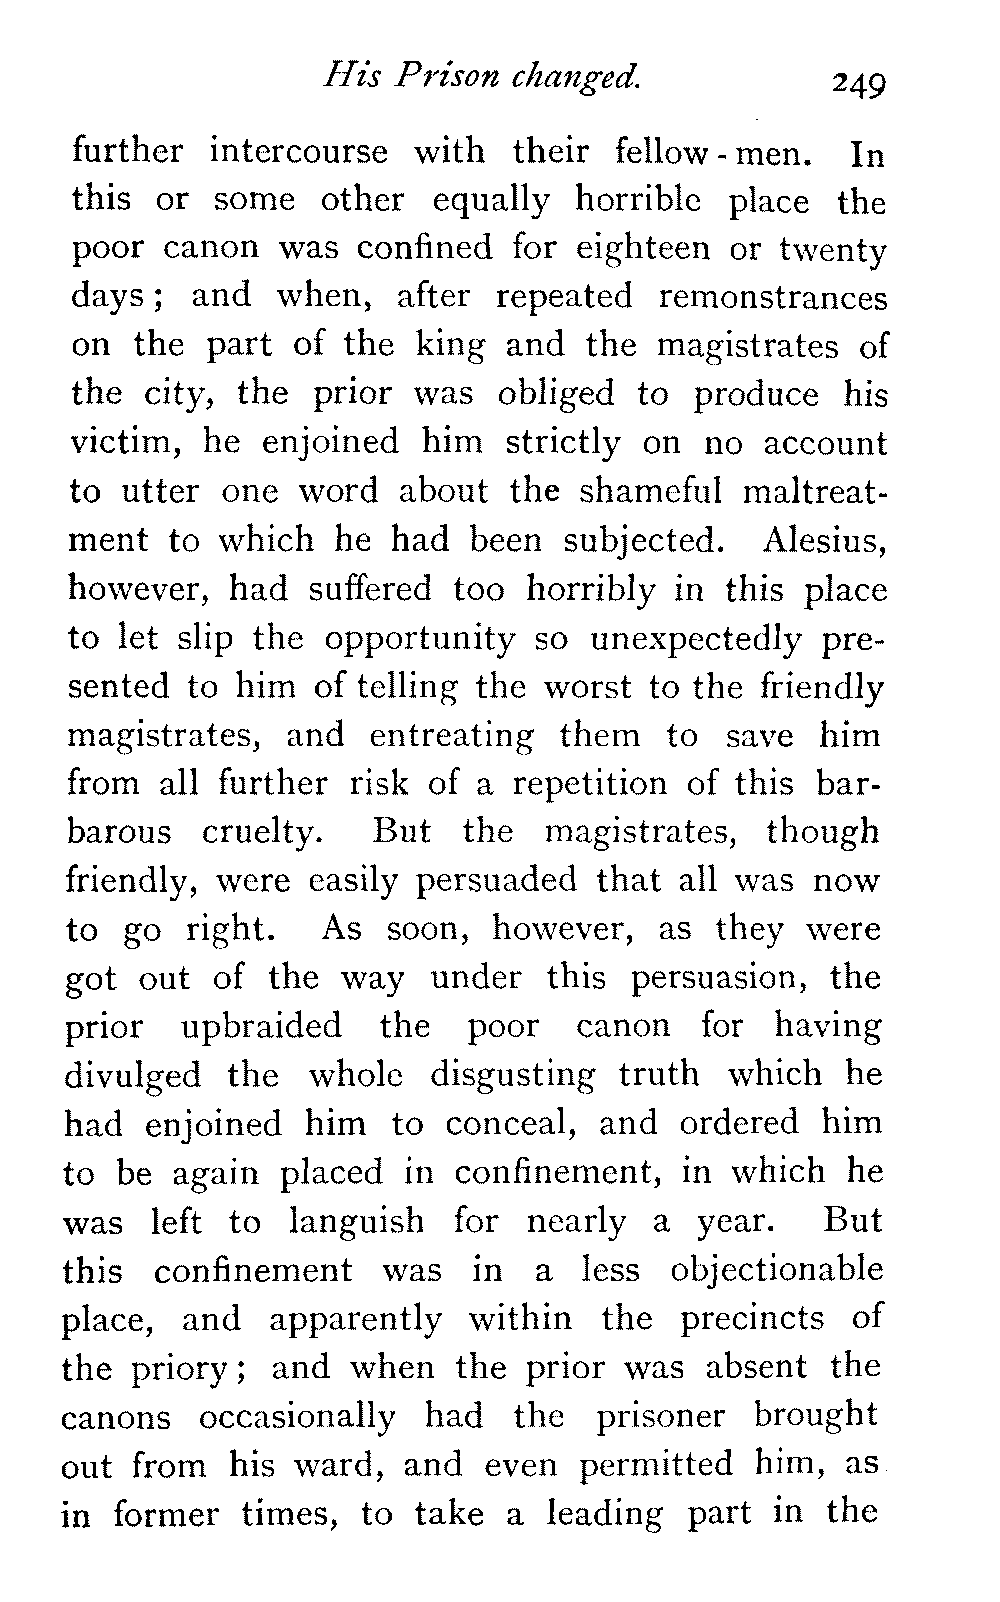 His Prison changed. 249
further intercourse with their fellow-men. In
this or some other equally horrible place the
poor canon was confined for eighteen or twenty
days; and when, after repeated remonstrances
on the part of the king and the magistrates of
the city, the prior was obliged to produce his
victim, he enjoined him strictly on no account
to utter one word about the shameful maltreat-
ment to which he had been subjected. Alesius,
however, had suffered too horribly in this place
to let slip the opportunity so unexpectedly pre-
sented to him of telling the worst to the friendly
magistrates, and entreating them to save him
from all further risk of a repetition of this bar-
barous cruelty. But the magistrates, though
friendly, were easily persuaded that all was now
to go right. As soon, however, as they were
got out of the way under this persuasion, the
prior upbraided the poor canon for having
divulged the whole disgusting truth which he
had enjoined him to conceal, and ordered him
to be again placed in confinement, in which he
was left to languish for nearly a year. But
this confinement was in a less objectionable
place, and apparently within the precincts of
the priory; and when the prior was absent the
canons occasionally had the prisoner brought
out from his ward, and even permitted him, as
in former times, to take a leading part in the